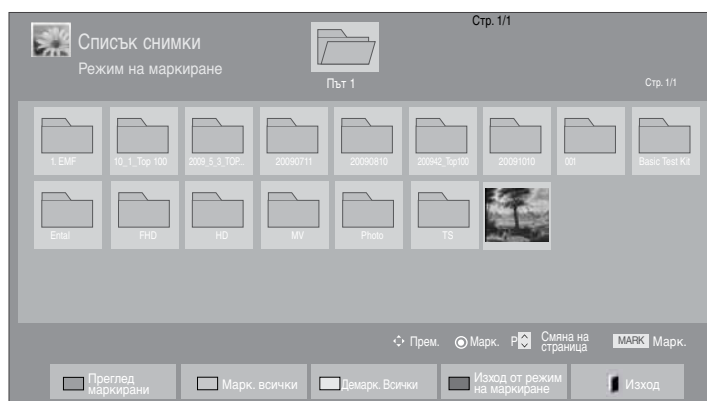 Стр. 1/1
Списък снимки
Режим на маркиране
Път 1
Стр. 1/1
1. EMF
10_1_Top 100
2009_5_3_TOP...
20090711
20090810
200942_Top100
20091010
001
Basic Test Kit
Entai
FHD
HD
MV
Photo
TS
Прем.
Марк.
P
Смяна на
страница
MARK Марк.
Преглед
маркирани
Марк. всички
Демарк. Всички
Изход от режим
на маркиране
Изход